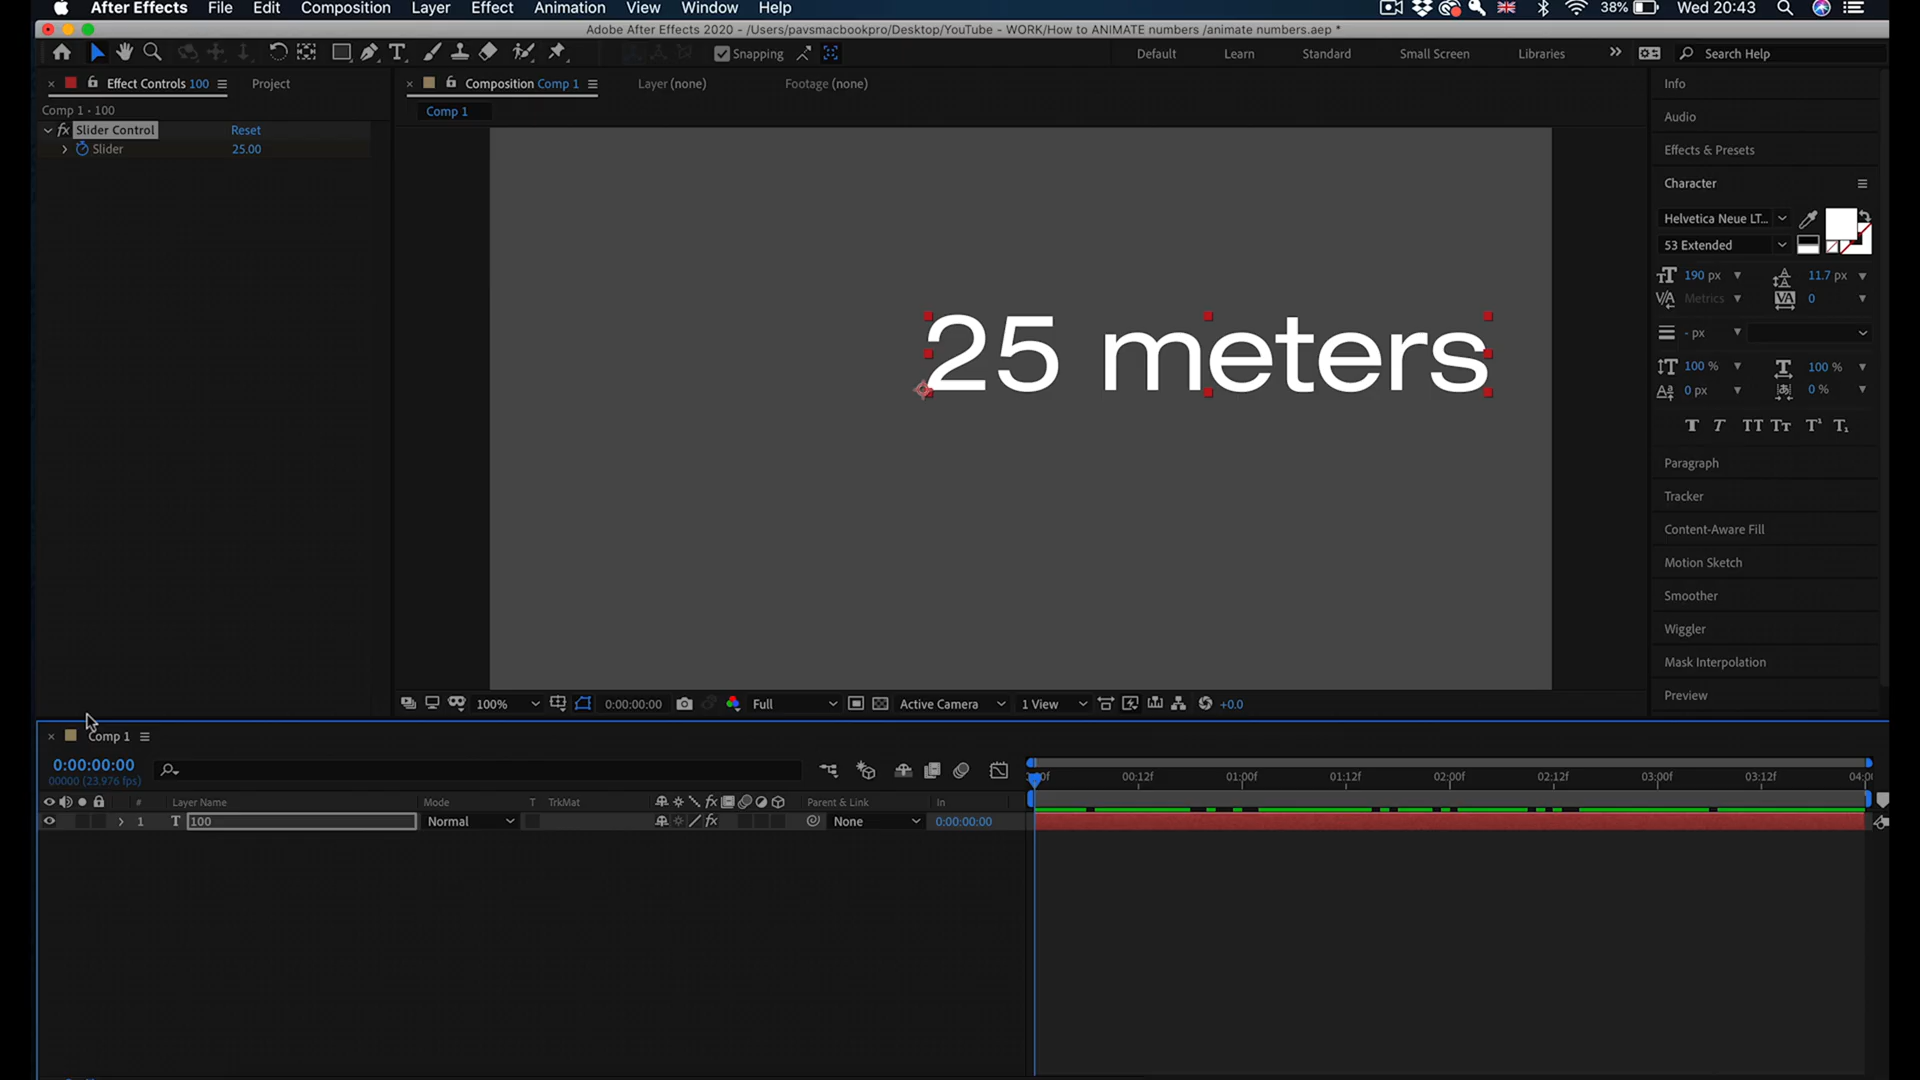 After Effects File Edit Composition Layer Effect Animation View Window Help 38% Wed 20:43
Adobe After Effects 2020 - /Users/pavsmacbookpro/Desktop/YouTube - WORK/How to ANIMATE numbers /animate numbers.aep *
Snapping Default Learn Standard Small Screen Libraries Search Help
Effect Controls 100 Project Composition Comp 1 Layer (none) Footage (none) Info
Comp 1 • 100 Comp 1
Audio
fx Slider Control Reset
Slider 25.00
Effects & Presets
Character
Helvetica Neue LT...
53 Extended
190 px 11.7 px
Metrics 0
- px
100 % 100 %
0 px 0 %
T T TT Tt T¹ T₁
25 meters
Paragraph
Tracker
Content-Aware Fill
Motion Sketch
Smoother
Wiggler
Mask Interpolation
Preview
100% 0:00:00:00 Full Active Camera 1 View +0.0
Comp 1
0:00:00:00
00000 (23.976 fps)
00:12f 01:00f 01:12f 02:00f 02:12f 03:00f 03:12f
# Layer Name Mode T TrkMat Parent & Link In
1 T 100 Normal None 0:00:00:00